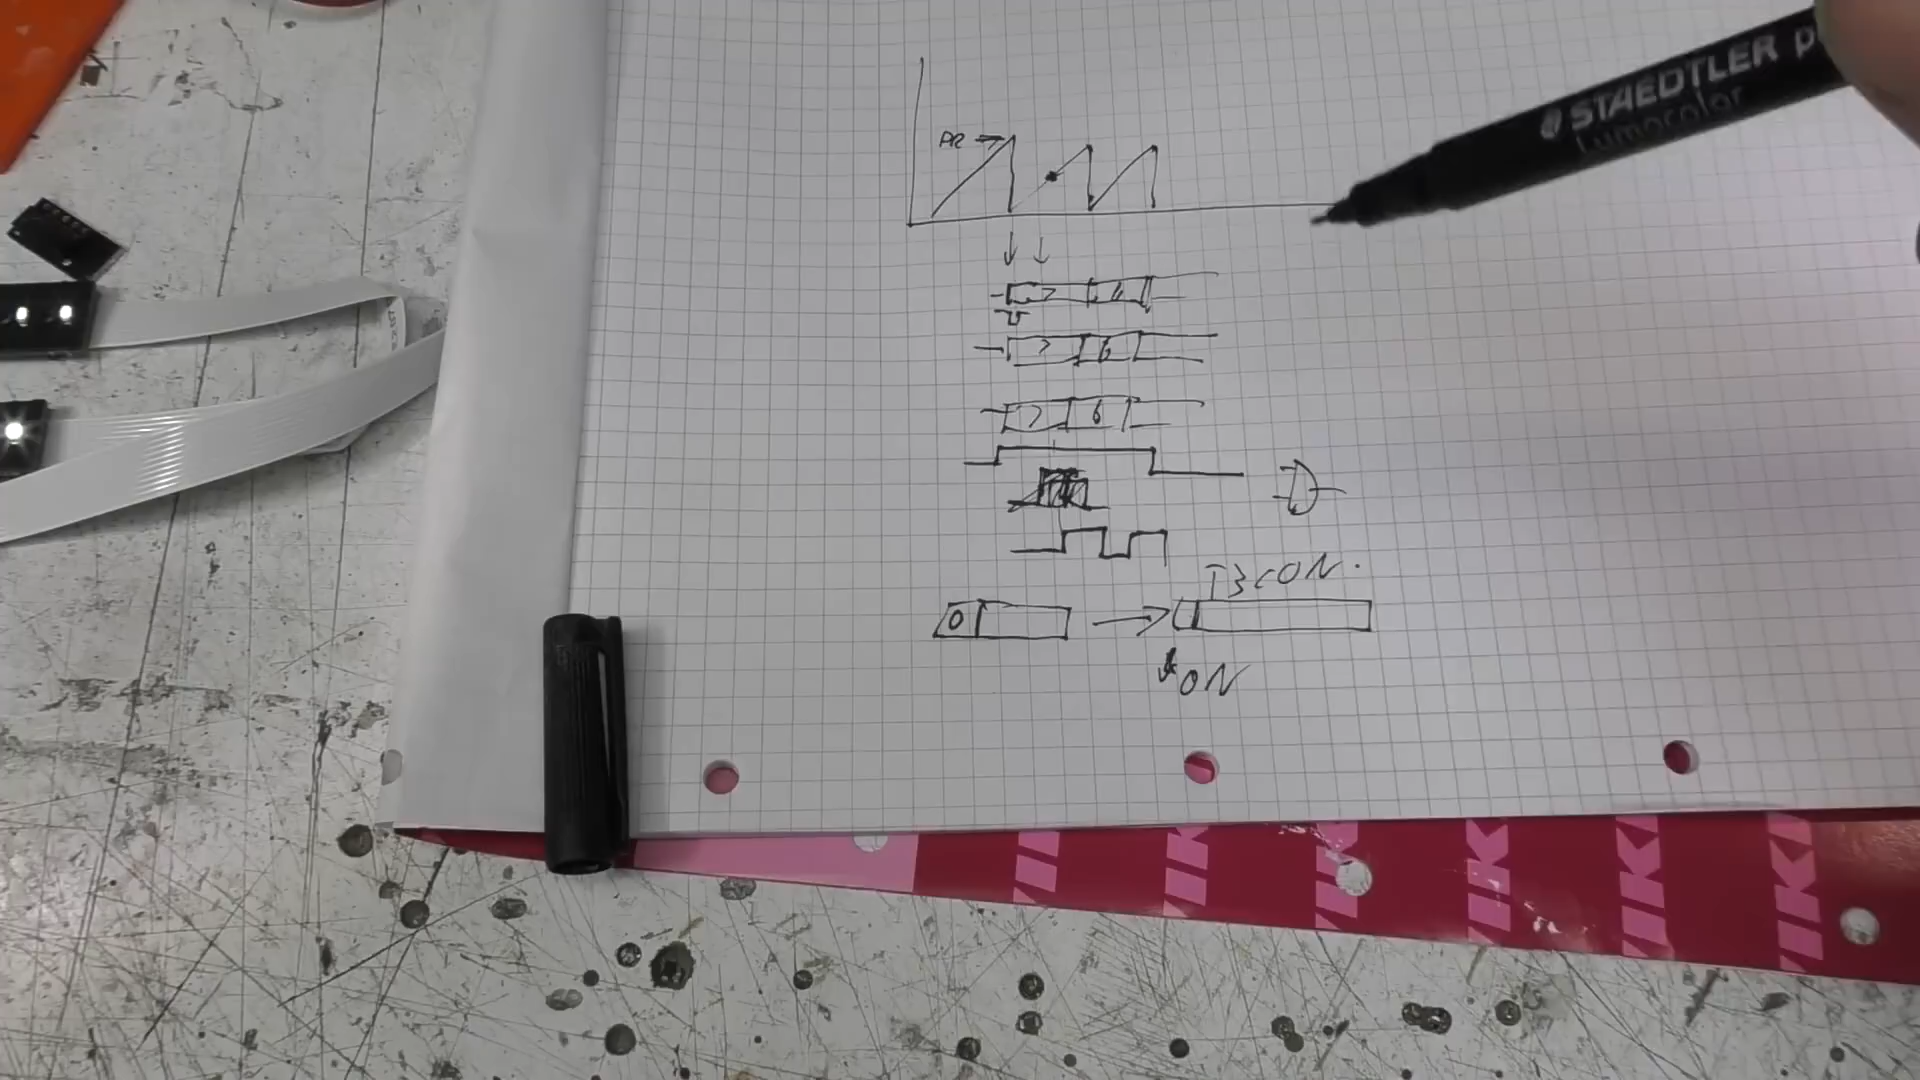 STAEDTLER p
Lumocolor
PR
7 6
7 6
7 6
T3CON.
0
ON